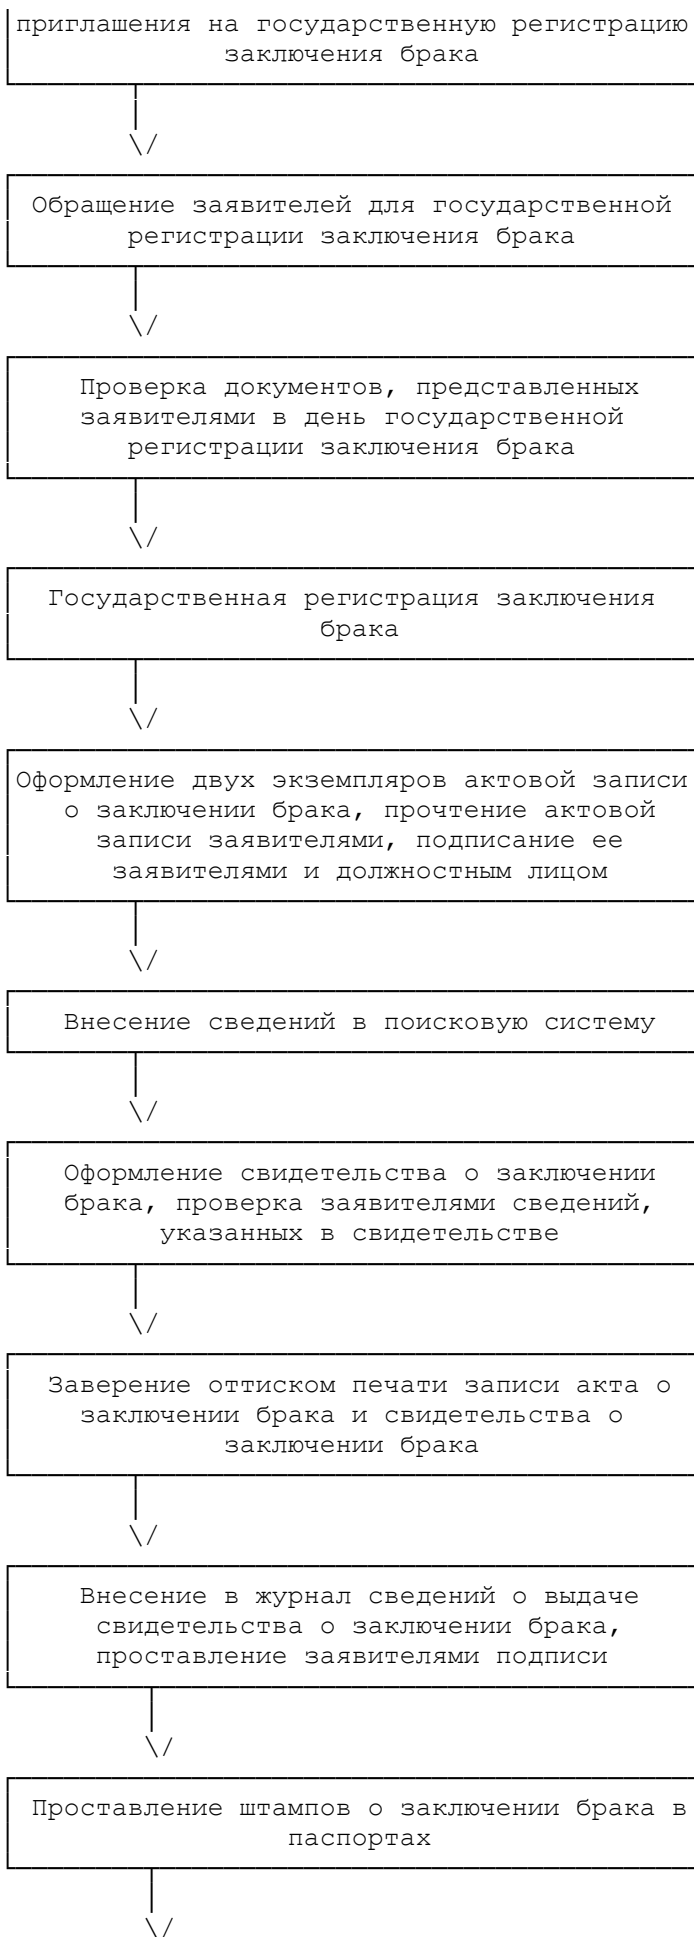 приглашения на государственную регистрацию
заключения брака
Обращение заявителей для государственной
регистрации заключения брака
Проверка документов, представленных
заявителями в день государственной
регистрации заключения брака
Государственная регистрация заключения
брака
Оформление двух экземпляров актовой записи
о заключении брака, прочтение актовой
записи заявителями, подписание ее
заявителями и должностным лицом
Внесение сведений в поисковую систему
Оформление свидетельства о заключении
брака, проверка заявителями сведений,
указанных в свидетельстве
Заверение оттиском печати записи акта о
заключении брака и свидетельства о
заключении брака
Внесение в журнал сведений о выдаче
свидетельства о заключении брака,
проставление заявителями подписи
Проставление штампов о заключении брака в
паспортах